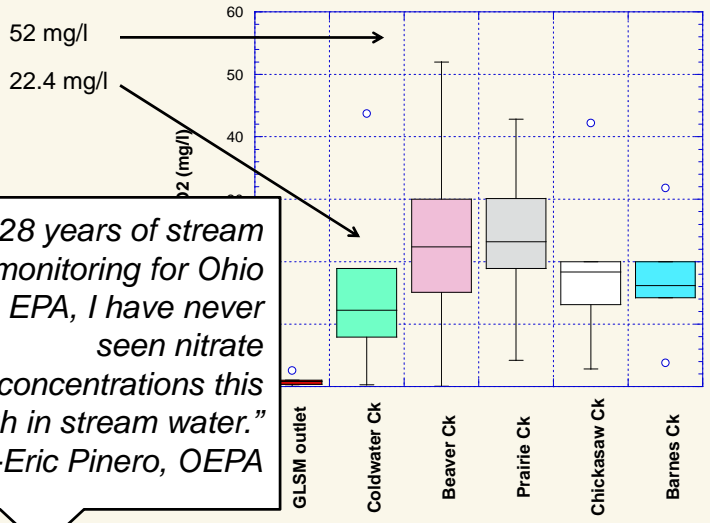 52 mg/l
22.4 mg/l
60
50
40
O2 (mg/l)
28 years of stream
monitoring for Ohio
EPA, I have never
seen nitrate
concentrations this
h in stream water.”
-Eric Pinero, OEPA
GLSM outlet
Coldwater Ck
Beaver Ck
Prairie Ck
Chickasaw Ck
Barnes Ck